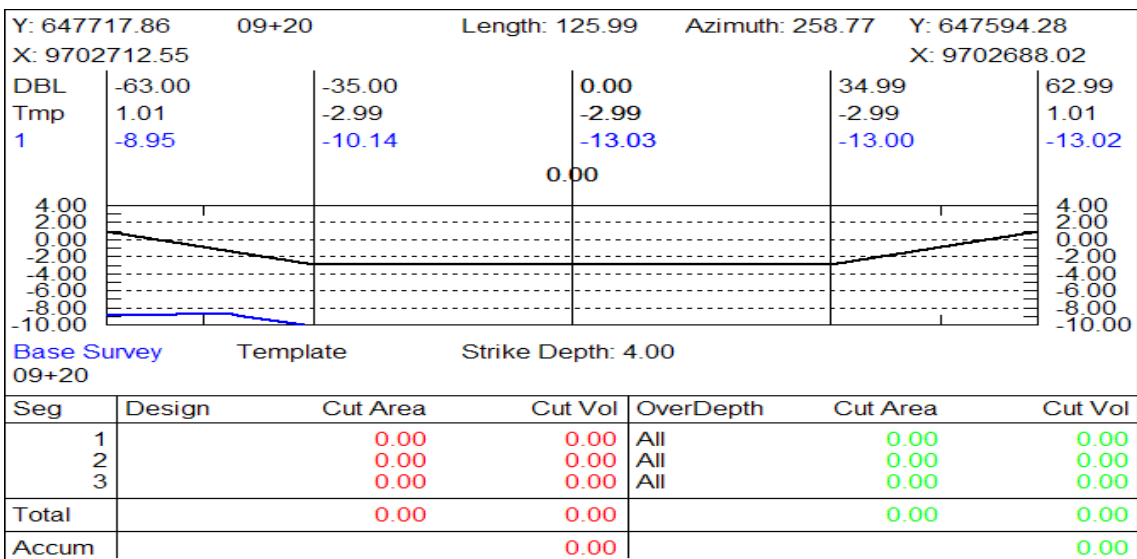 Y: 647717.86 09+20 Length: 125.99 Azimuth: 258.77 Y: 647594.28
X: 9702712.55 X: 9702688.02
DBL -63.00 -35.00 0.00 34.99 62.99
Tmp 1.01 -2.99 -2.99 -2.99 1.01
1 -8.95 -10.14 -13.03 -13.00 -13.02
0.00
4.00 4.00
2.00 2.00
0.00 0.00
-2.00 -2.00
-4.00 -4.00
-6.00 -6.00
-8.00 -8.00
-10.00 -10.00
Base Survey Template Strike Depth: 4.00
09+20
Seg Design Cut Area Cut Vol OverDepth Cut Area Cut Vol
1 0.00 0.00 All 0.00 0.00
2 0.00 0.00 All 0.00 0.00
3 0.00 0.00 All 0.00 0.00
Total 0.00 0.00 0.00 0.00
Accum 0.00 0.00